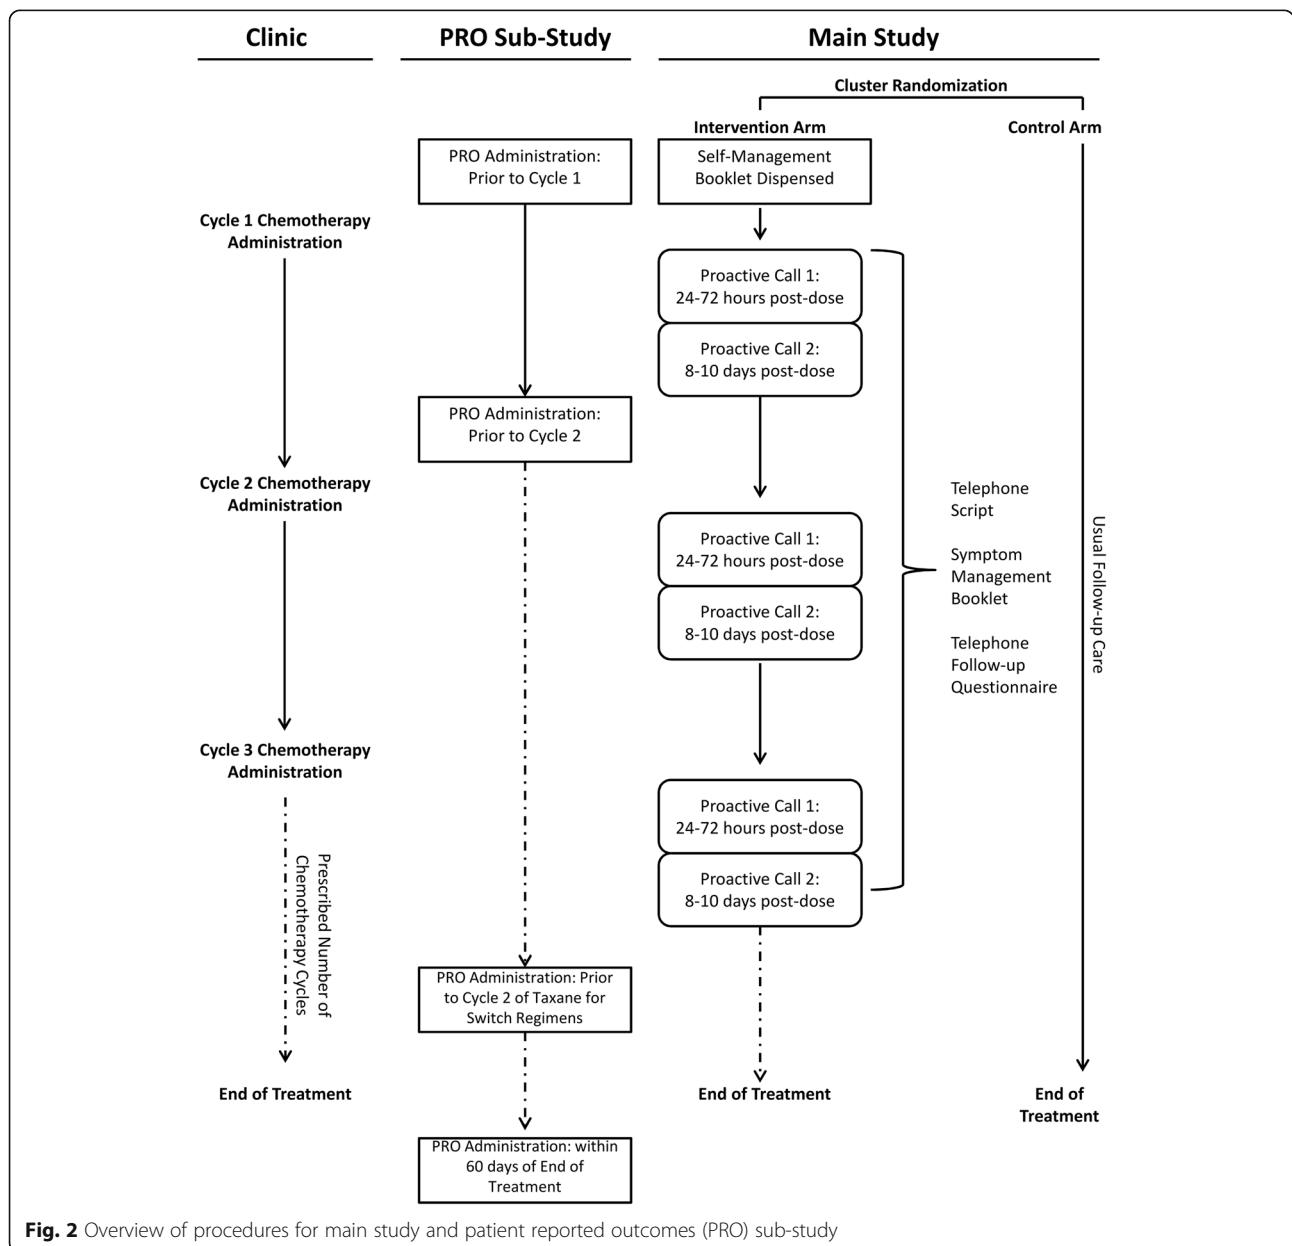 Clinic
PRO Sub-Study
Main Study
Cluster Randomization
Intervention Arm
Control Arm
PRO Administration:
Prior to Cycle 1
Self-Management
Booklet Dispensed
Cycle 1 Chemotherapy
Administration
Proactive Call 1:
24-72 hours post-dose
Proactive Call 2:
8-10 days post-dose
PRO Administration:
Prior to Cycle 2
Cycle 2 Chemotherapy
Administration
Proactive Call 1:
24-72 hours post-dose
Proactive Call 2:
8-10 days post-dose
Telephone
Script
Symptom
Management
Booklet
Telephone
Follow-up
Questionnaire
Usual Follow-up Care
Cycle 3 Chemotherapy
Administration
Proactive Call 1:
24-72 hours post-dose
Proactive Call 2:
8-10 days post-dose
Prescribed Number of
Chemotherapy Cycles
PRO Administration: Prior
to Cycle 2 of Taxane for
Switch Regimens
End of Treatment
End of Treatment
End of
Treatment
PRO Administration: within
60 days of End of
Treatment
Fig. 2 Overview of procedures for main study and patient reported outcomes (PRO) sub-study